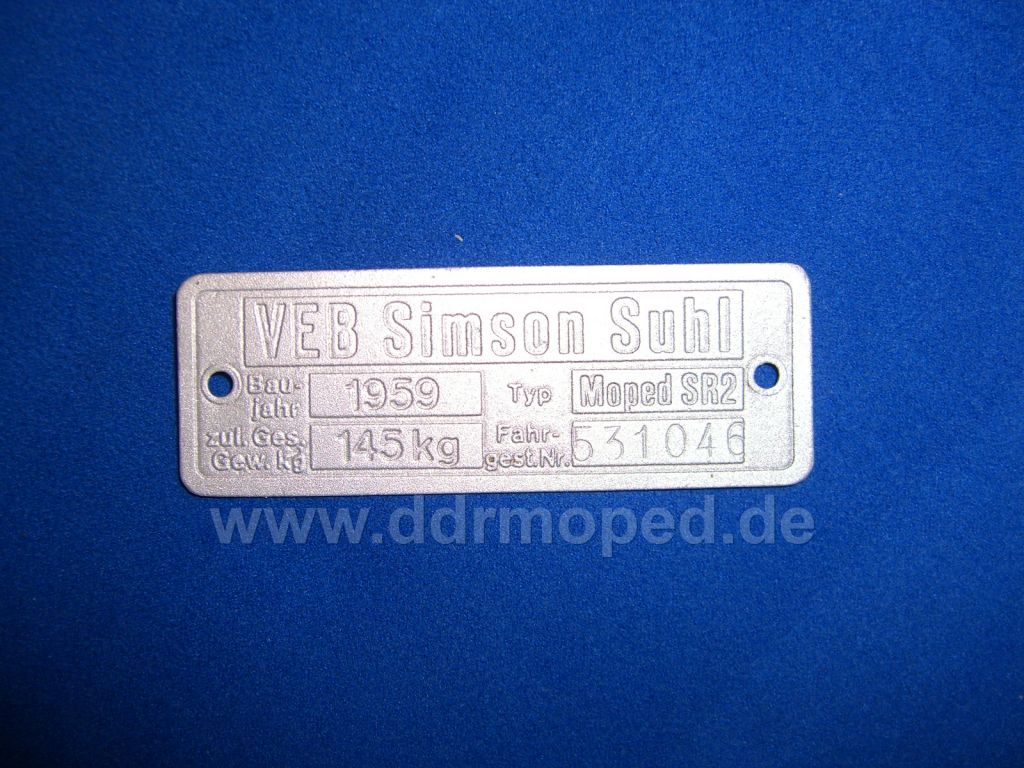 VEB Simson Suhl
Bau-
jahr 1959 Typ Moped SR2
zul. Ges. Fahr-
Gew. kg 145 kg gest.Nr. 531046
www.ddrmoped.de